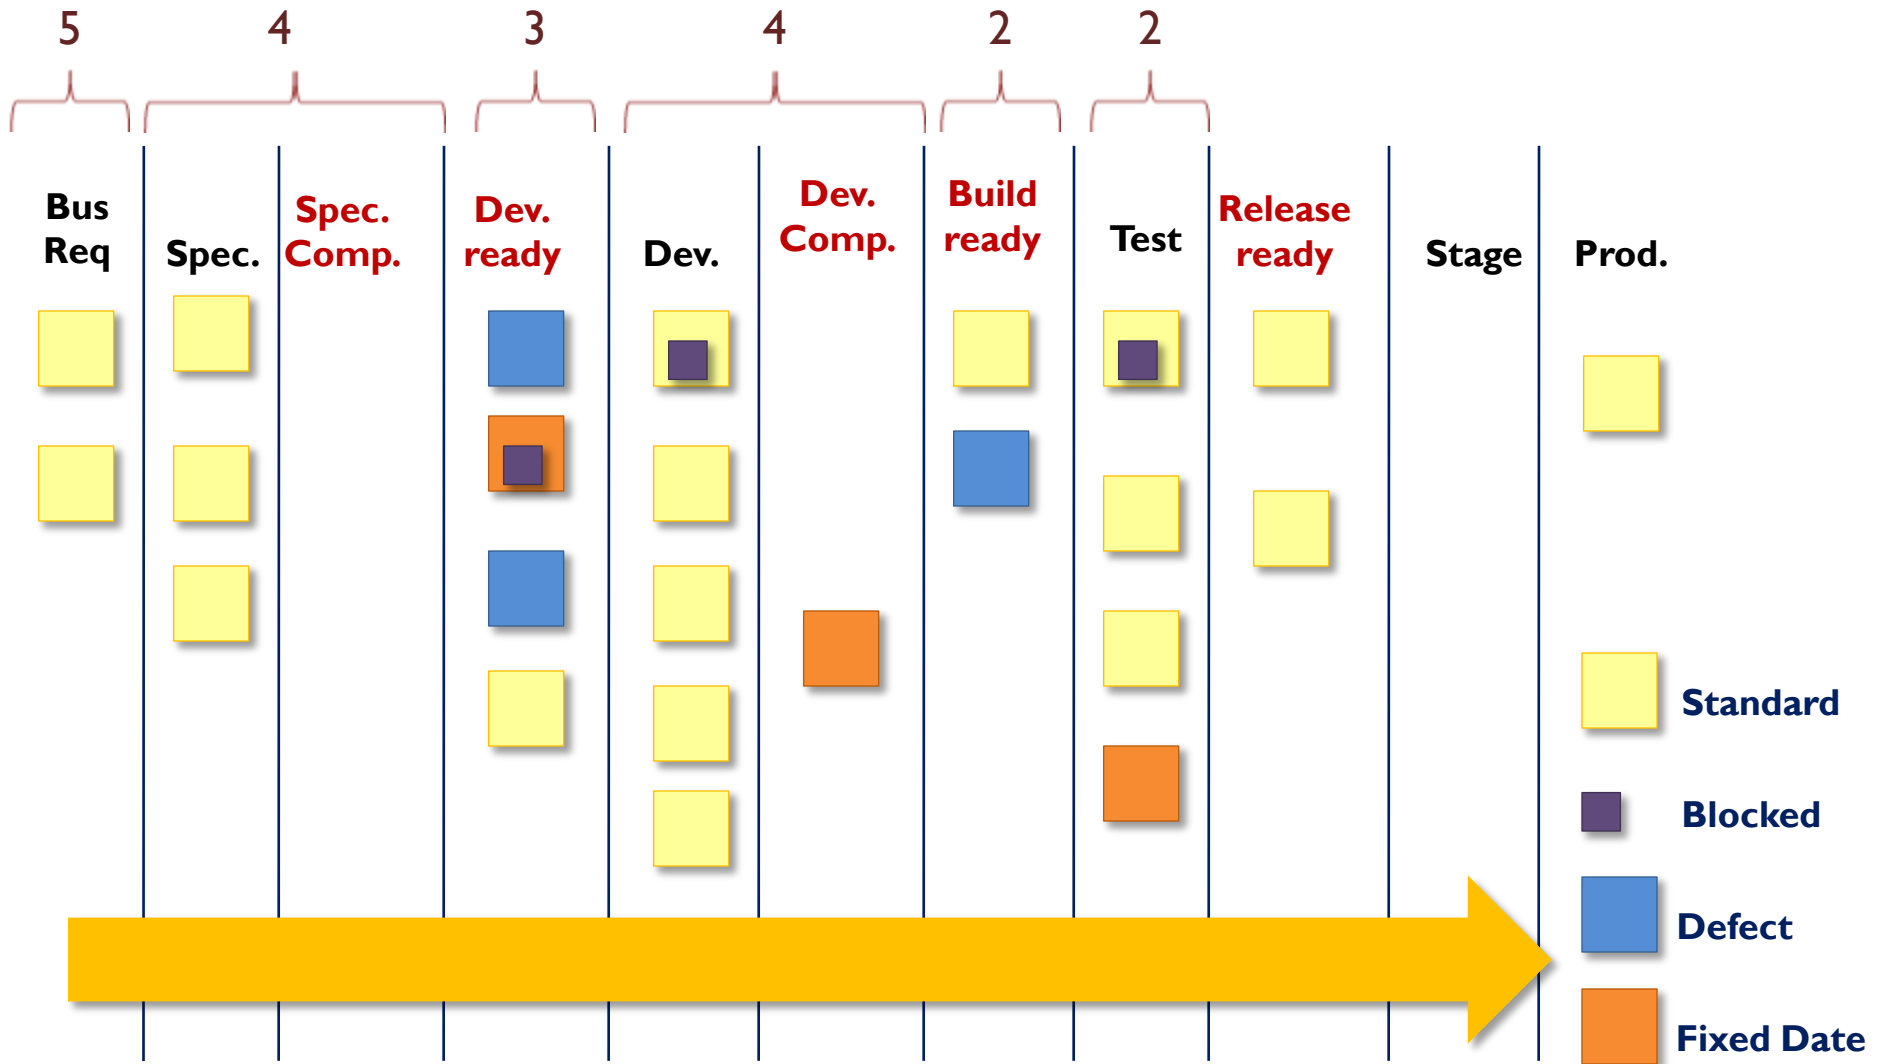 5
4
3
4
2
2
Bus
Req
Spec.
Spec.
Comp.
Dev.
ready
Dev.
Dev.
Comp.
Build
ready
Test
Release
ready
Stage
Prod.
Standard
Blocked
Defect
Fixed Date